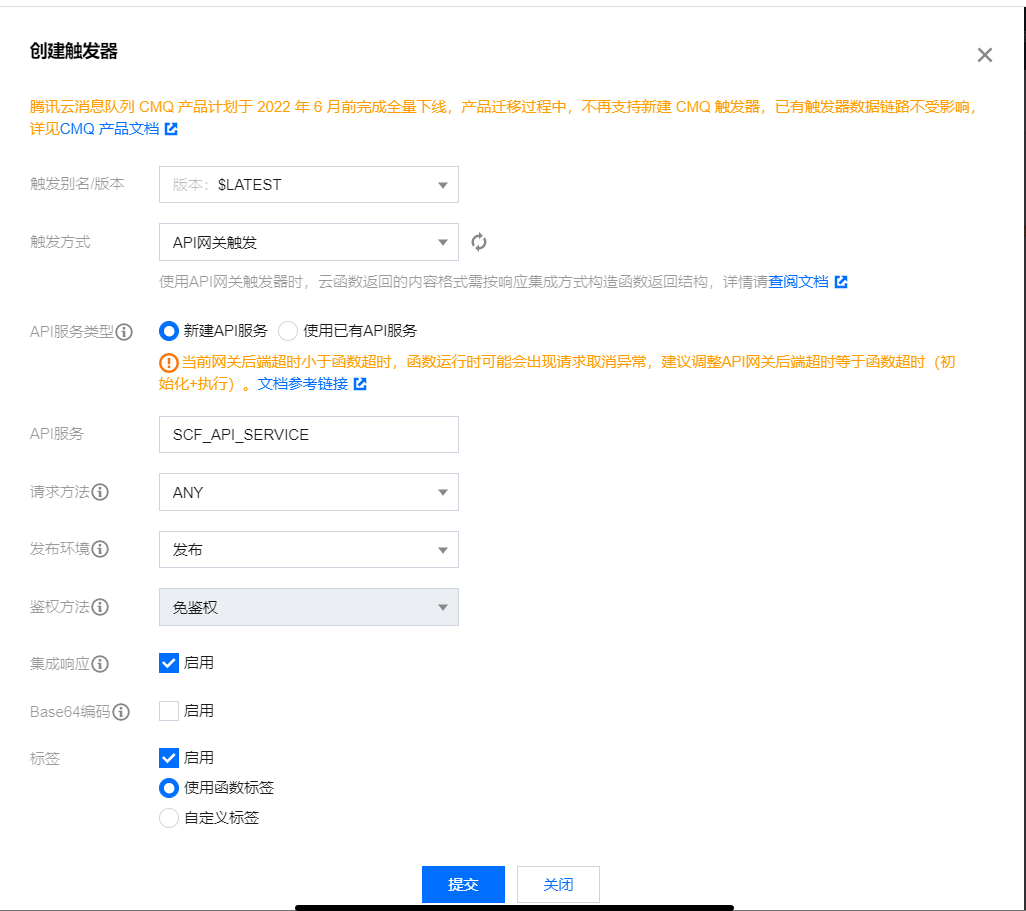 创建触发器
腾讯云消息队列 CMQ 产品计划于 2022 年 6 月前完成全量下线，产品迁移过程中，不再支持新建 CMQ 触发器，已有触发器数据链路不受影响，
详见CMQ 产品文档
触发别名/版本 版本：$LATEST
触发方式 API网关触发
使用API网关触发器时，云函数返回的内容格式需按响应集成方式构造函数返回结构，详情请查阅文档
API服务类型 新建API服务 使用已有API服务
当前网关后端超时小于函数超时，函数运行时可能会出现请求取消异常，建议调整API网关后端超时等于函数超时（初
始化+执行）。文档参考链接
API服务 SCF_API_SERVICE
请求方法 ANY
发布环境 发布
鉴权方法 免鉴权
集成响应 启用
Base64编码 启用
标签 启用
使用函数标签
自定义标签
提交 关闭